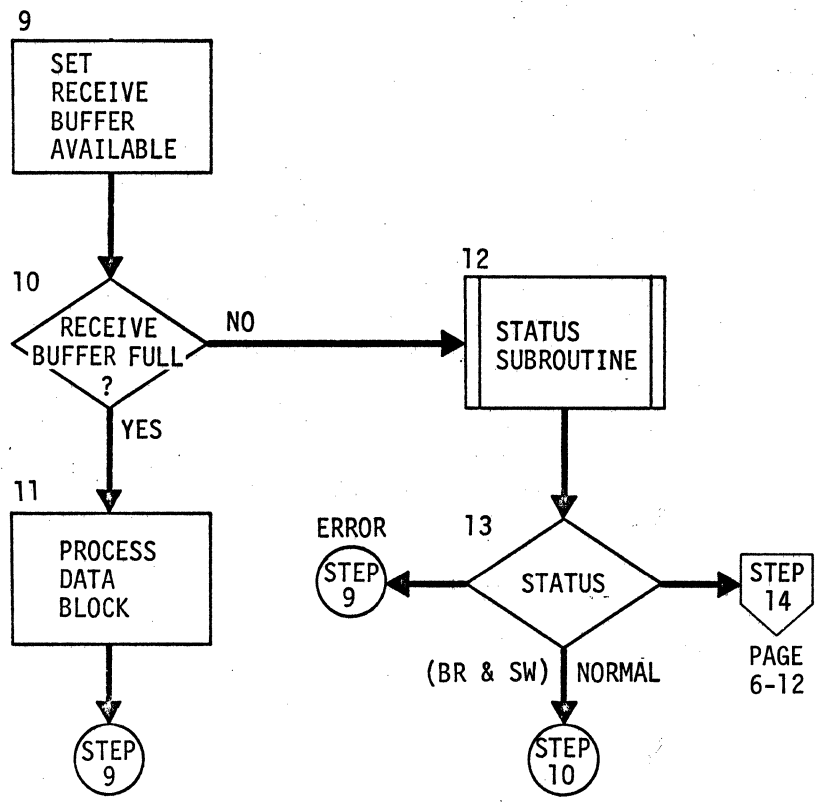 9
SET
RECEIVE
BUFFER
AVAILABLE
10
RECEIVE
BUFFER FULL
?
NO
YES
11
PROCESS
DATA
BLOCK
STEP
9
12
STATUS
SUBROUTINE
13
STATUS
ERROR
STEP
9
(BR & SW) NORMAL
STEP
10
STEP
14
PAGE
6-12